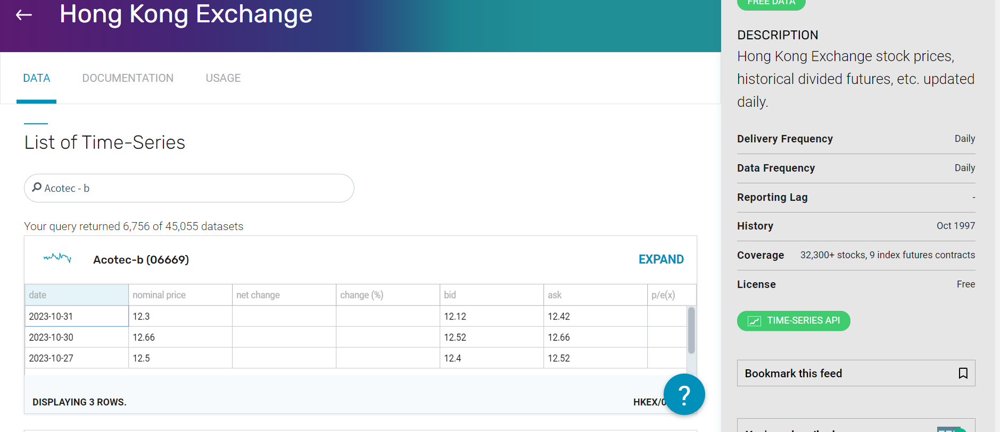 Hong Kong Exchange
DATA DOCUMENTATION USAGE
List of Time-Series
Acotec - b
Your query returned 6,756 of 45,055 datasets
Acotec-b (06669) EXPAND
date nominal price net change change (%) bid ask p/e(x)
2023-10-31 12.3 12.12 12.42
2023-10-30 12.66 12.52 12.66
2023-10-27 12.5 12.4 12.52
DISPLAYING 3 ROWS. HKEX/0
?
FREE DATA
DESCRIPTION
Hong Kong Exchange stock prices,
historical divided futures, etc. updated
daily.
Delivery Frequency Daily
Data Frequency Daily
Reporting Lag -
History Oct 1997
Coverage 32,300+ stocks, 9 index futures contracts
License Free
TIME-SERIES API
Bookmark this feed